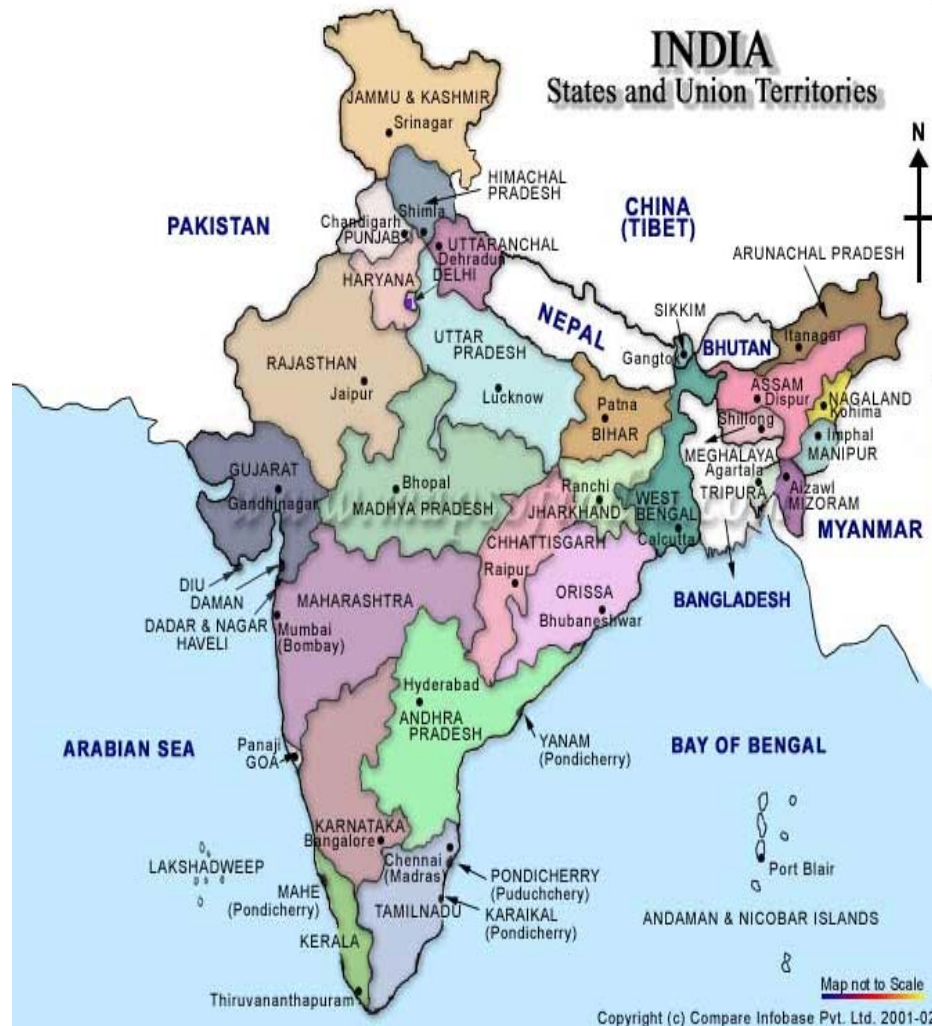 INDIA
States and Union Territories
N
JAMMU & KASHMIR
Srinagar
HIMACHAL
PRADESH
PAKISTAN
CHINA
(TIBET)
Shimla
Chandigarh
PUNJAB
UTTARANCHAL
Dehradun
DELHI
HARYANA
ARUNACHAL PRADESH
NEPAL
SIKKIM
Gangto
BHUTAN
Itanagar
UTTAR
PRADESH
Lucknow
RAJASTHAN
Jaipur
ASSAM
Dispur
NAGALAND
Kohima
Patna
BIHAR
Shillong
MEGHALAYA
Imphal
MANIPUR
Agartala
TRIPURA
Aizawl
MIZORAM
GUJARAT
Gandhinagar
Bhopal
MADHYA PRADESH
Ranchi
JHARKHAND
WEST
BENGAL
Calcutta
MYANMAR
CHHATTISGARH
Raipur
ORISSA
Bhubaneshwar
BANGLADESH
DIU
DAMAN
DADAR & NAGAR
HAVELI
MAHARASHTRA
Mumbai
(Bombay)
Hyderabad
ANDHRA
PRADESH
YANAM
(Pondicherry)
ARABIAN SEA
Panaji
GOA
BAY OF BENGAL
KARNATAKA
Bangalore
Chennai
(Madras)
PONDICHERRY
(Puduchchery)
LAKSHADWEEP
MAHE
(Pondicherry)
TAMILNADU
KARAIKAL
(Pondicherry)
KERALA
Thiruvananthapuram
Port Blair
ANDAMAN & NICOBAR ISLANDS
Map not to Scale
Copyright (c) Compare Infobase Pvt. Ltd. 2001-02